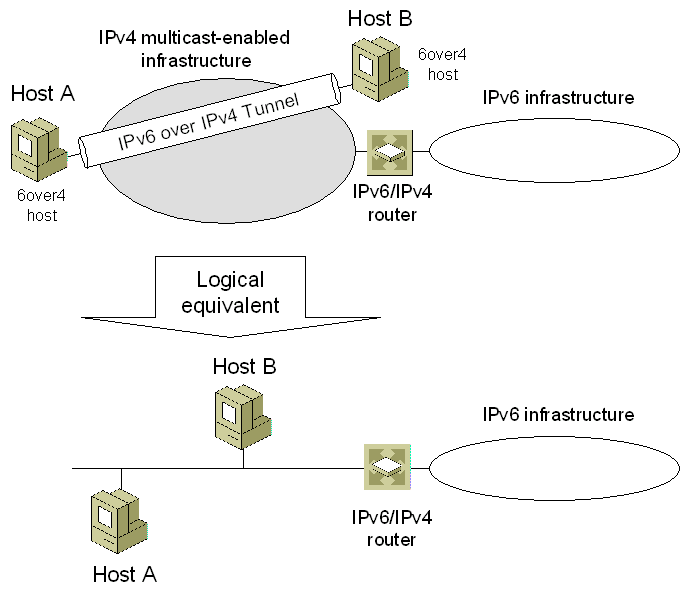 Host B
IPv4 multicast-enabled
infrastructure
6over4
host
Host A
IPv6 infrastructure
IPv6 over IPv4 Tunnel
6over4
host
IPv6/IPv4
router
Logical
equivalent
Host B
IPv6 infrastructure
IPv6/IPv4
router
Host A